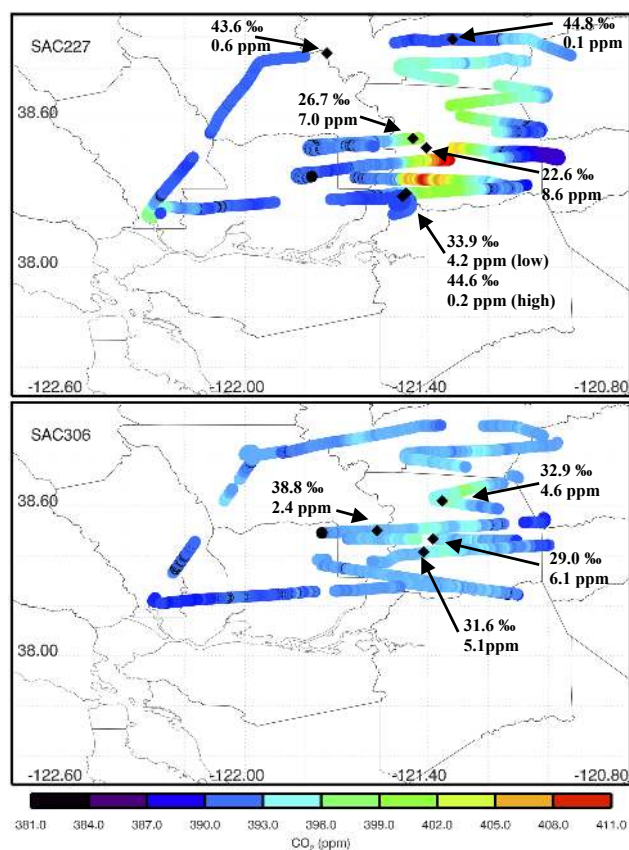 SAC227
43.6 ‰
0.6 ppm
44.8 ‰
0.1 ppm
38.60
26.7 ‰
7.0 ppm
22.6 ‰
8.6 ppm
33.9 ‰
4.2 ppm (low)
44.6 ‰
0.2 ppm (high)
38.00
-122.60 -122.00 -121.40 -120.80
SAC306
38.60
38.8 ‰
2.4 ppm
32.9 ‰
4.6 ppm
29.0 ‰
6.1 ppm
31.6 ‰
5.1ppm
38.00
-122.60 -122.00 -121.40 -120.80
381.0 384.0 387.0 390.0 393.0 396.0 399.0 402.0 405.0 408.0 411.0
CO₂ (ppm)